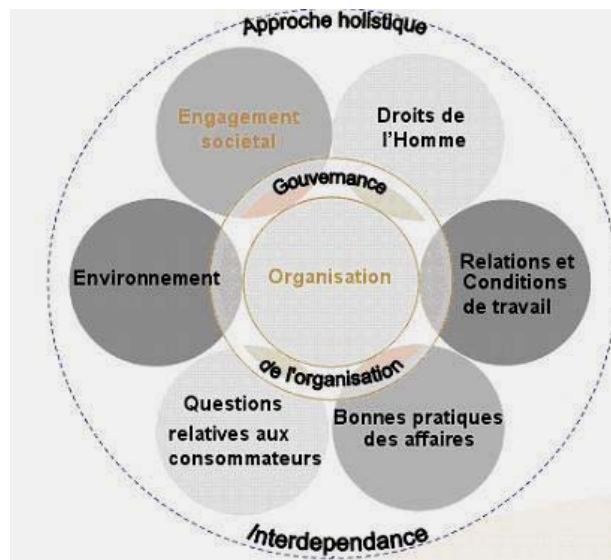 Approche holistique
Engagement
sociétal
Droits de
l'Homme
Gouvernance
Environnement
Organisation
Relations et
Conditions
de travail
de l'organisation
Questions
relatives aux
consommateurs
Bonnes pratiques
des affaires
Interdependance